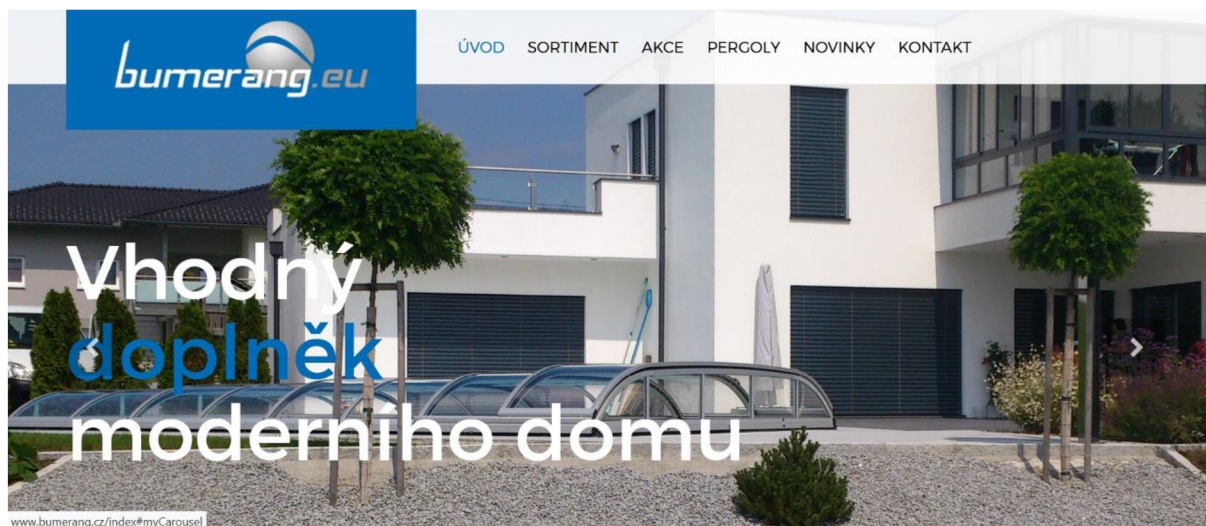 bumerang.eu
ÚVOD SORTIMENT AKCE PERGOLY NOVINKY KONTAKT
Vhodný
doplněk
moderního domu
www.bumerang.cz/index#myCarousel